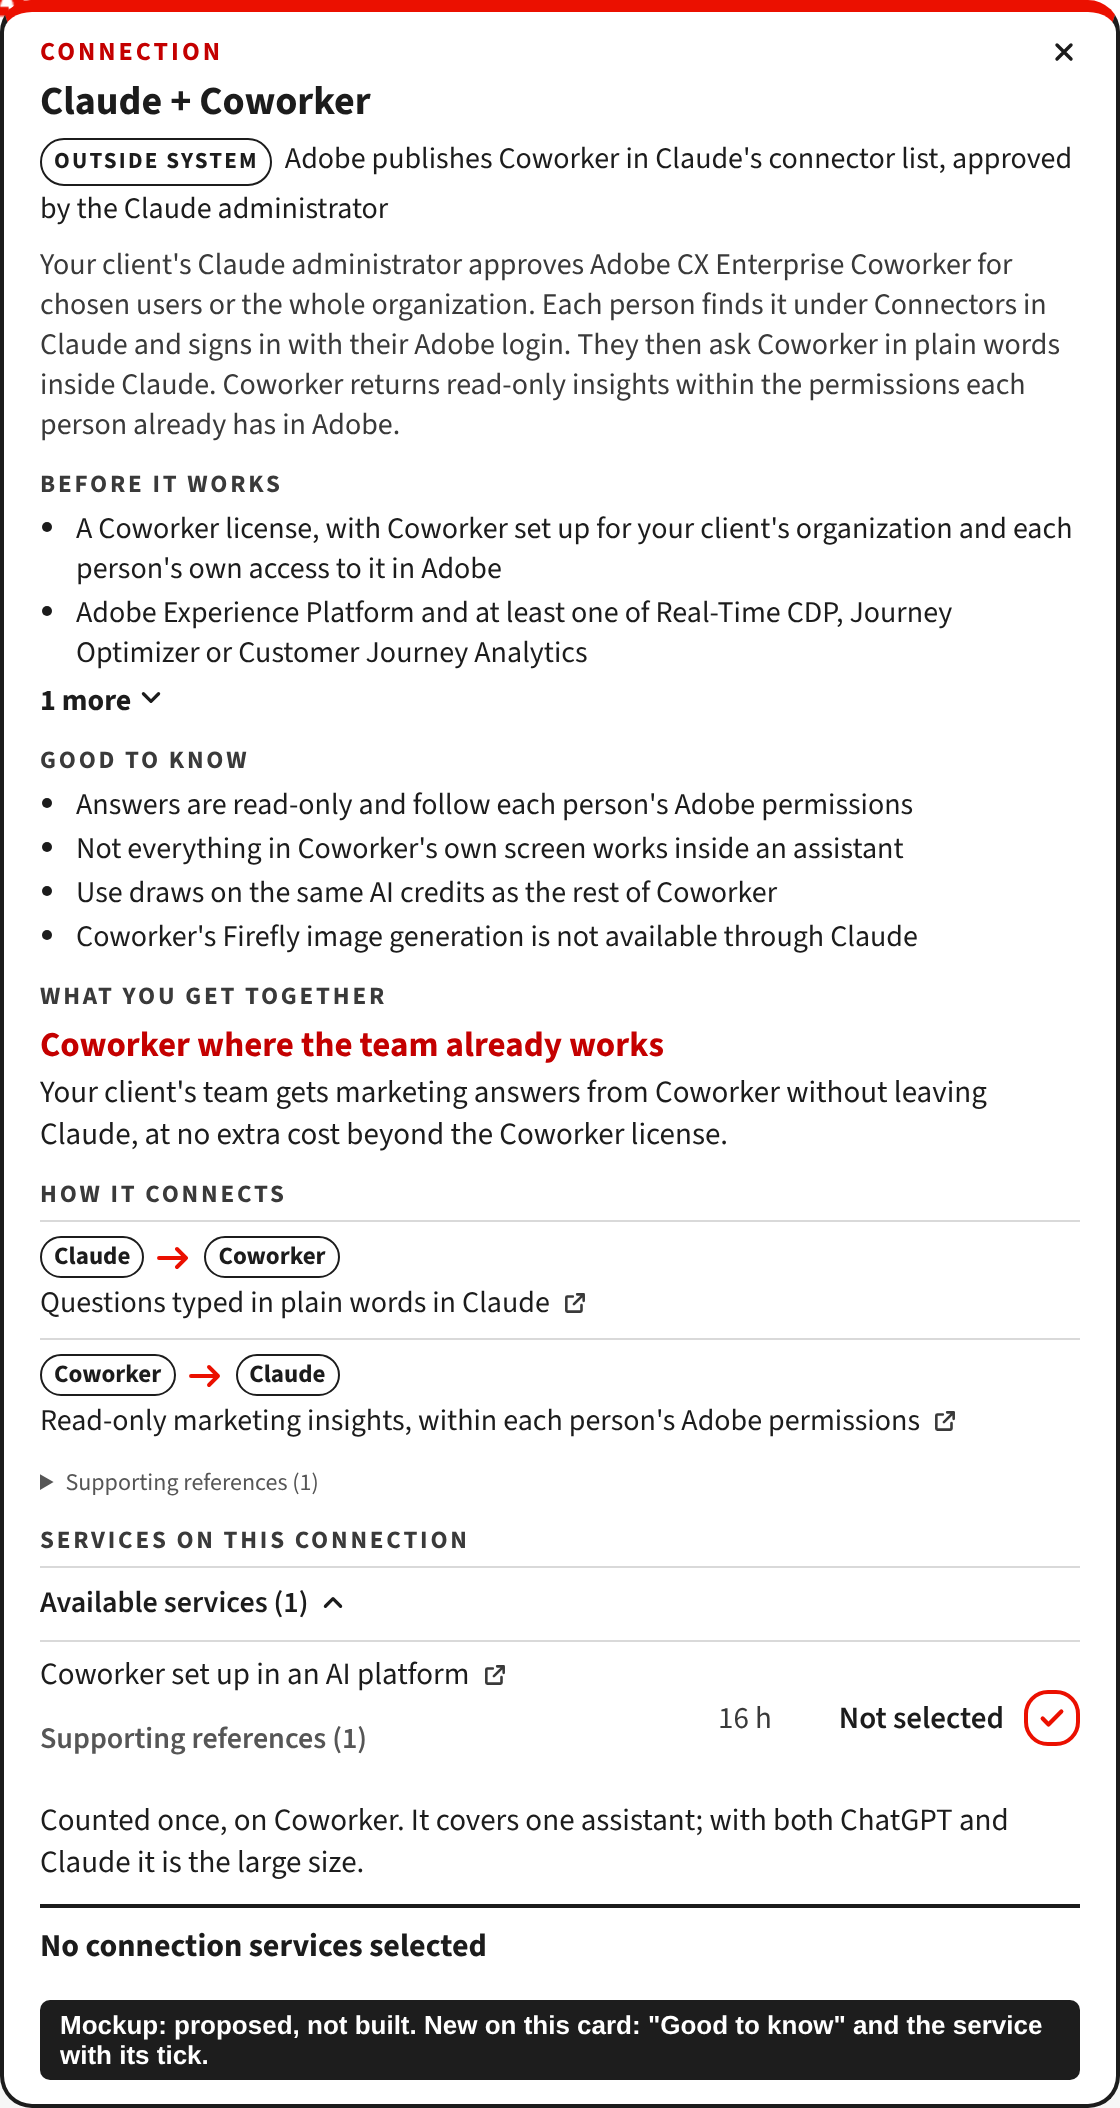 CONNECTION
Claude + Coworker
OUTSIDE SYSTEM Adobe publishes Coworker in Claude's connector list, approved
by the Claude administrator
Your client's Claude administrator approves Adobe CX Enterprise Coworker for
chosen users or the whole organization. Each person finds it under Connectors in
Claude and signs in with their Adobe login. They then ask Coworker in plain words
inside Claude. Coworker returns read-only insights within the permissions each
person already has in Adobe.
BEFORE IT WORKS
• A Coworker license, with Coworker set up for your client's organization and each
person's own access to it in Adobe
• Adobe Experience Platform and at least one of Real-Time CDP, Journey
Optimizer or Customer Journey Analytics
1 more
GOOD TO KNOW
• Answers are read-only and follow each person's Adobe permissions
• Not everything in Coworker's own screen works inside an assistant
• Use draws on the same AI credits as the rest of Coworker
• Coworker's Firefly image generation is not available through Claude
WHAT YOU GET TOGETHER
Coworker where the team already works
Your client's team gets marketing answers from Coworker without leaving
Claude, at no extra cost beyond the Coworker license.
HOW IT CONNECTS
Claude → Coworker
Questions typed in plain words in Claude
Coworker → Claude
Read-only marketing insights, within each person's Adobe permissions
Supporting references (1)
SERVICES ON THIS CONNECTION
Available services (1)
Coworker set up in an AI platform
16 h Not selected
Supporting references (1)
Counted once, on Coworker. It covers one assistant; with both ChatGPT and
Claude it is the large size.
No connection services selected
Mockup: proposed, not built. New on this card: "Good to know" and the service
with its tick.